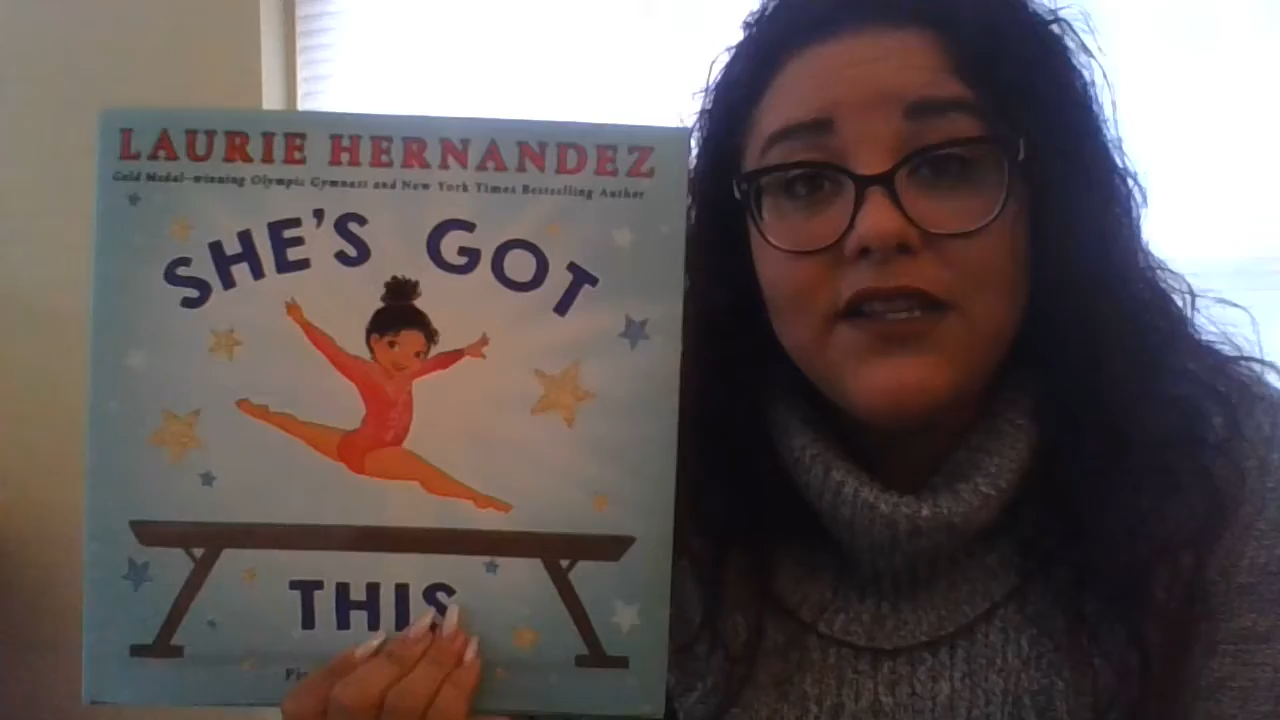 LAURIE HERNANDEZ
Gold Medal–winning Olympic Gymnast and New York Times Bestselling Author
SHE'S GOT
THIS